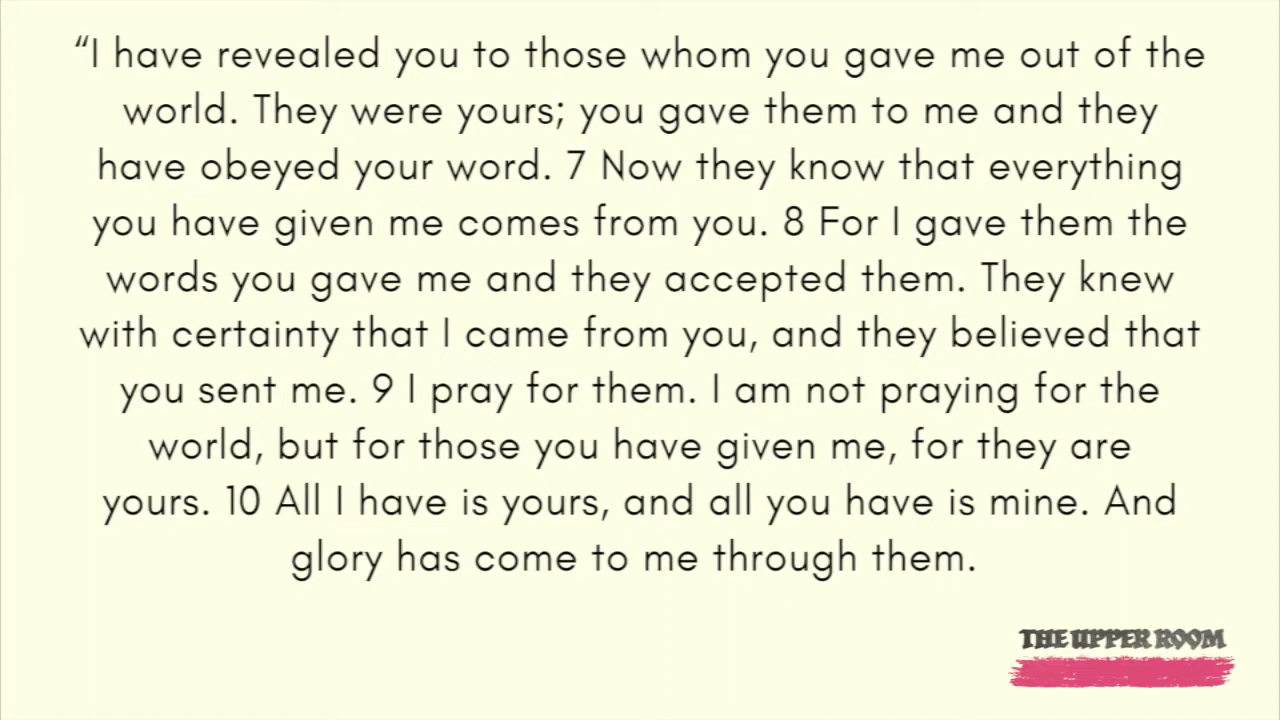 “I have revealed you to those whom you gave me out of the
world. They were yours; you gave them to me and they
have obeyed your word. 7 Now they know that everything
you have given me comes from you. 8 For I gave them the
words you gave me and they accepted them. They knew
with certainty that I came from you, and they believed that
you sent me. 9 I pray for them. I am not praying for the
world, but for those you have given me, for they are
yours. 10 All I have is yours, and all you have is mine. And
glory has come to me through them.
THE UPPER ROOM